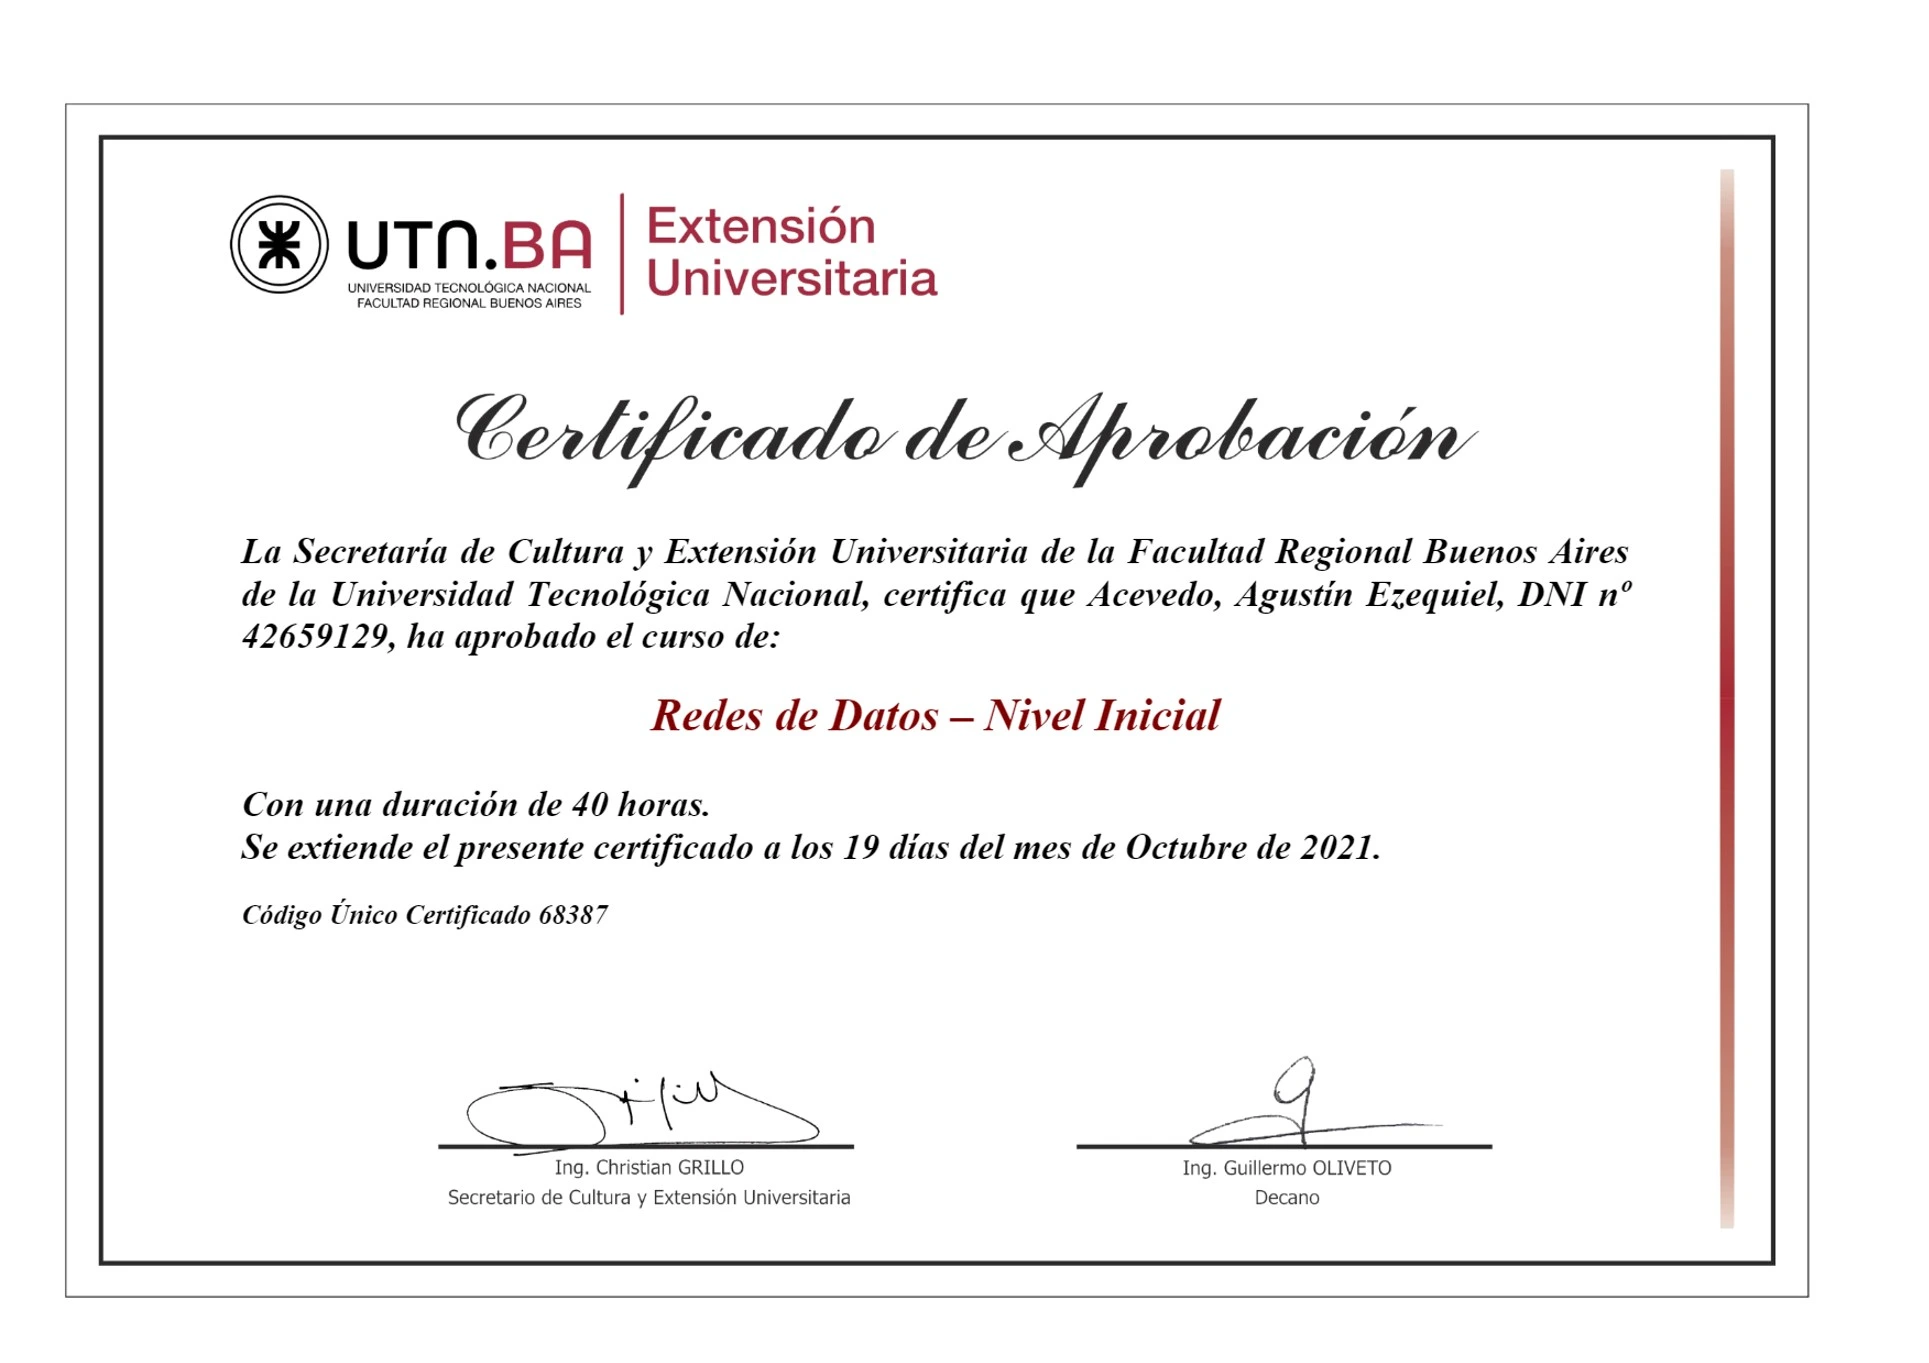 UTN.BA
UNIVERSIDAD TECNOLÓGICA NACIONAL
FACULTAD REGIONAL BUENOS AIRES
Extensión
Universitaria
Certificado de Aprobación
La Secretaría de Cultura y Extensión Universitaria de la Facultad Regional Buenos Aires
de la Universidad Tecnológica Nacional, certifica que Acevedo, Agustín Ezequiel, DNI nº
42659129, ha aprobado el curso de:
Redes de Datos – Nivel Inicial
Con una duración de 40 horas.
Se extiende el presente certificado a los 19 días del mes de Octubre de 2021.
Código Único Certificado 68387
Ing. Christian GRILLO
Secretario de Cultura y Extensión Universitaria
Ing. Guillermo OLIVETO
Decano